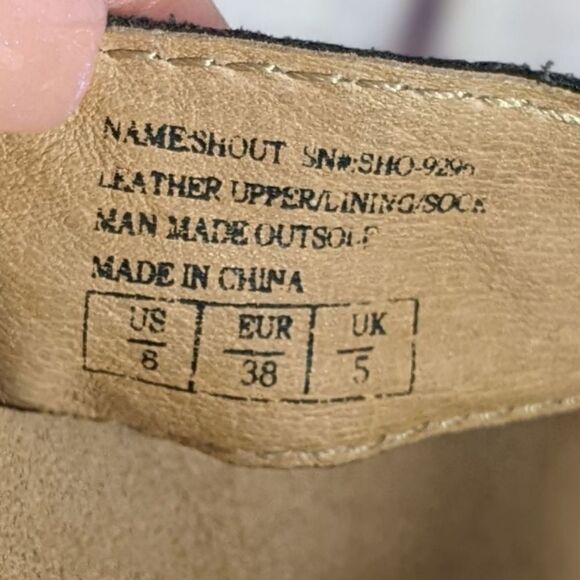 NAME:SHOUT SN#:SHO-9296
LEATHER UPPER/LINING/SOCK
MAN MADE OUTSOLE
MADE IN CHINA
US EUR UK
8 38 5